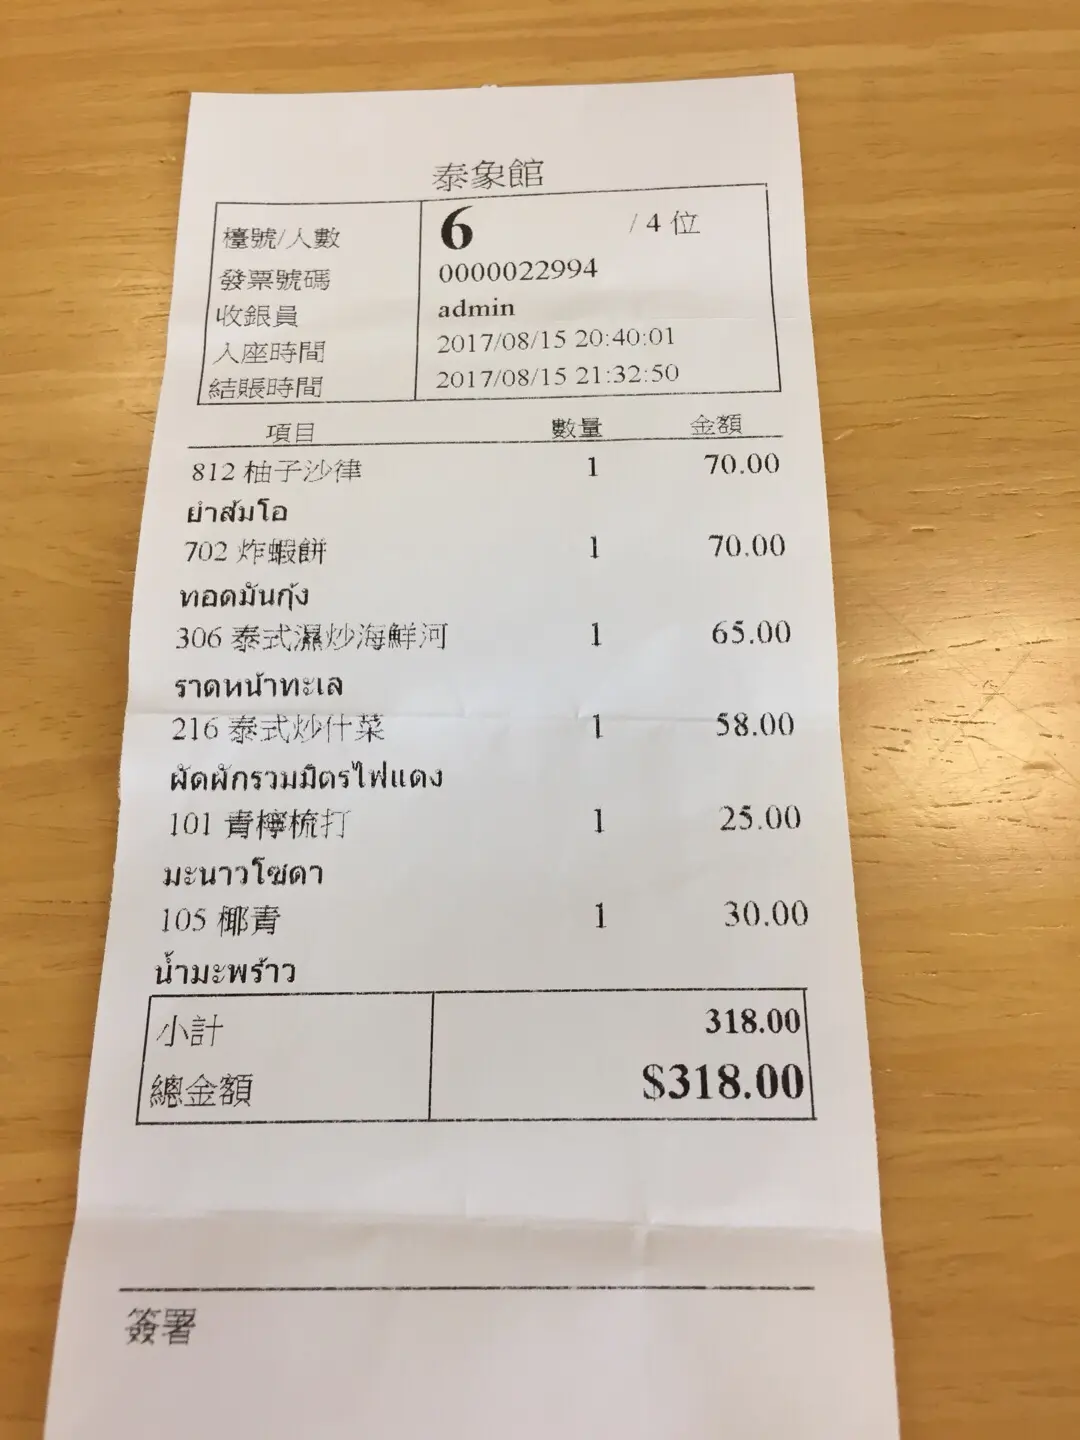 泰象館
檯號/人數 6 / 4 位
發票號碼 0000022994
收銀員 admin
入座時間 2017/08/15 20:40:01
結賬時間 2017/08/15 21:32:50
項目 數量 金額
812 柚子沙律 1 70.00
ยำส้มโอ
702 炸蝦餅 1 70.00
ทอดมันกุ้ง
306 泰式濕炒海鮮河 1 65.00
ราดหน้าทะเล
216 泰式炒什菜 1 58.00
ผัดผักรวมมิตรไฟแดง
101 青檸梳打 1 25.00
มะนาวโซดา
105 椰青 1 30.00
น้ำมะพร้าว
小計 318.00
總金額 $318.00
簽署